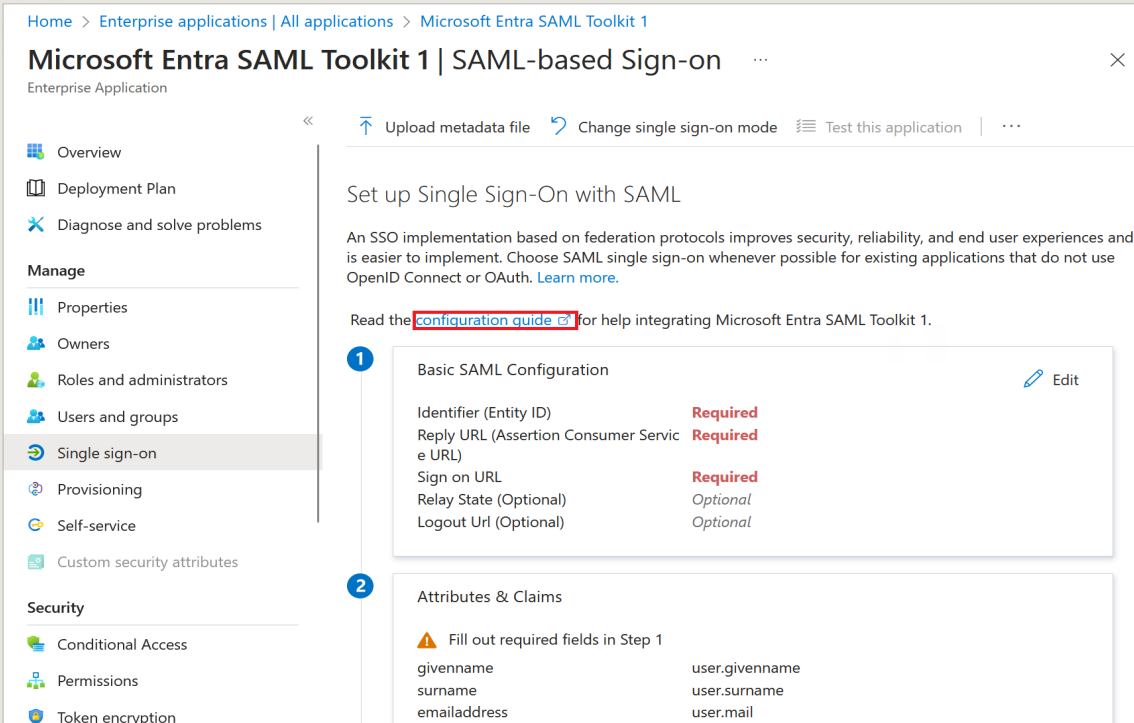 Home > Enterprise applications | All applications > Microsoft Entra SAML Toolkit 1
Microsoft Entra SAML Toolkit 1 | SAML-based Sign-on ...
Enterprise Application
«
Overview
Deployment Plan
Diagnose and solve problems
Manage
Properties
Owners
Roles and administrators
Users and groups
Single sign-on
Provisioning
Self-service
Custom security attributes
Security
Conditional Access
Permissions
Token encryption
Upload metadata file Change single sign-on mode Test this application | ...
Set up Single Sign-On with SAML
An SSO implementation based on federation protocols improves security, reliability, and end user experiences and
is easier to implement. Choose SAML single sign-on whenever possible for existing applications that do not use
OpenID Connect or OAuth. Learn more.
Read the configuration guide for help integrating Microsoft Entra SAML Toolkit 1.
1
Basic SAML Configuration
Edit
Identifier (Entity ID) Required
Reply URL (Assertion Consumer Servic Required
e URL)
Sign on URL Required
Relay State (Optional) Optional
Logout Url (Optional) Optional
2
Attributes & Claims
Fill out required fields in Step 1
givenname user.givenname
surname user.surname
emailaddress user.mail